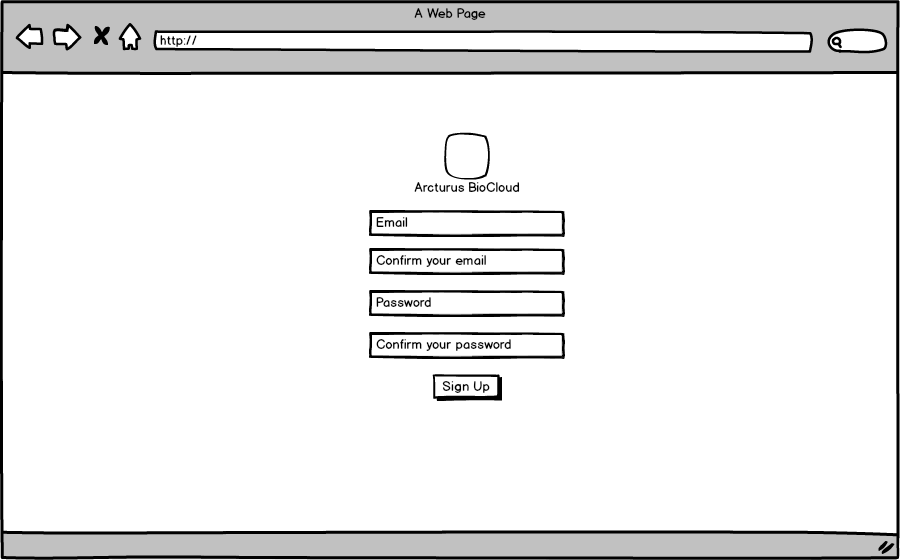 A Web Page
http://
Arcturus BioCloud
Email
Confirm your email
Password
Confirm your password
Sign Up